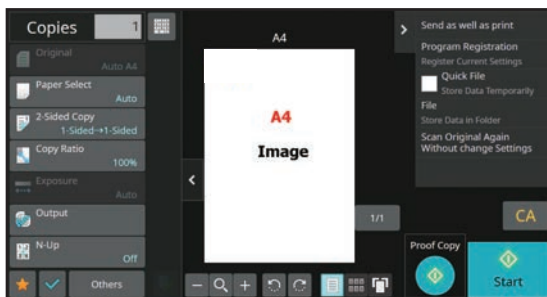 Copies 1
Original
Auto A4
Paper Select
Auto
2-Sided Copy
1-Sided→1-Sided
Copy Ratio
100%
Exposure
Auto
Output
N-Up
Off
Others
A4
A4
Image
1/1
Send as well as print
Program Registration
Register Current Settings
Quick File
Store Data Temporarily
File
Store Data in Folder
Scan Original Again
Without change Settings
CA
Proof Copy
Start